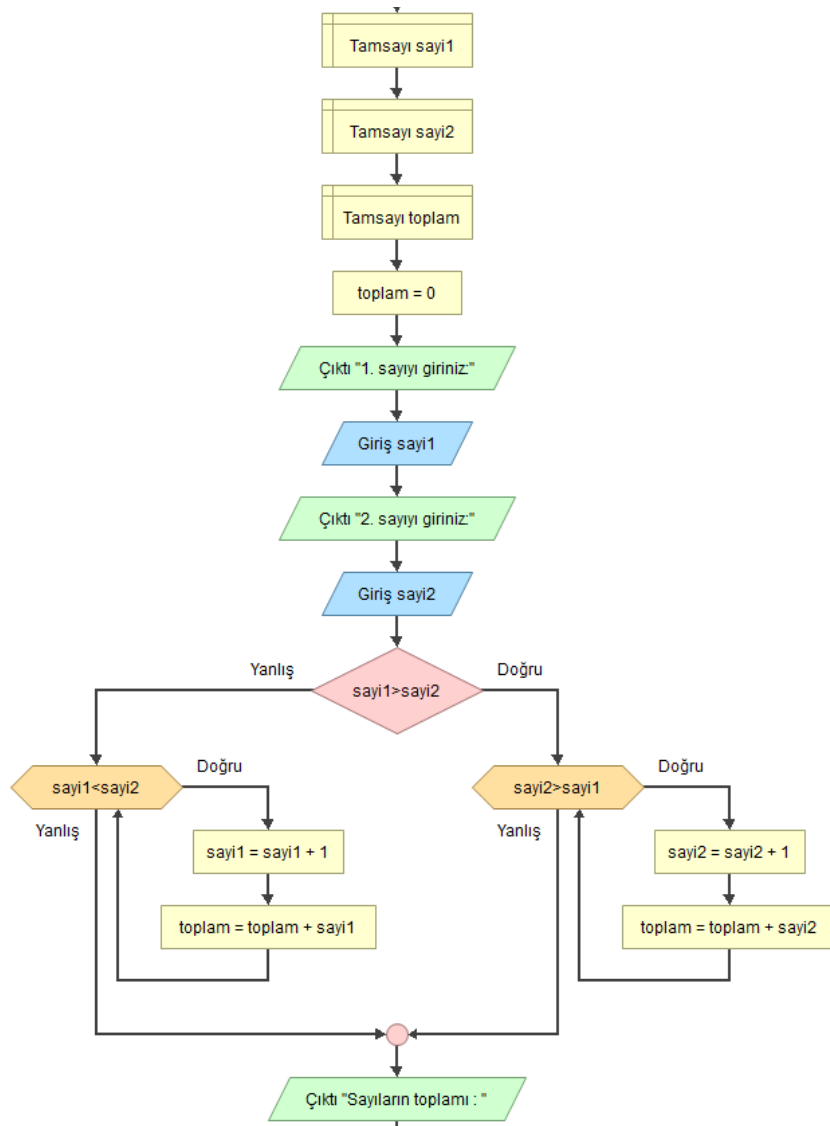 Tamsayı sayi1
Tamsayı sayi2
Tamsayı toplam
toplam = 0
Çıktı "1. sayıyı giriniz:"
Giriş sayi1
Çıktı "2. sayıyı giriniz:"
Giriş sayi2
Yanlış
Doğru
sayi1>sayi2
sayi1<sayi2
Doğru
Yanlış
sayi1 = sayi1 + 1
toplam = toplam + sayi1
sayi2>sayi1
Doğru
Yanlış
sayi2 = sayi2 + 1
toplam = toplam + sayi2
Çıktı "Sayıların toplamı : "